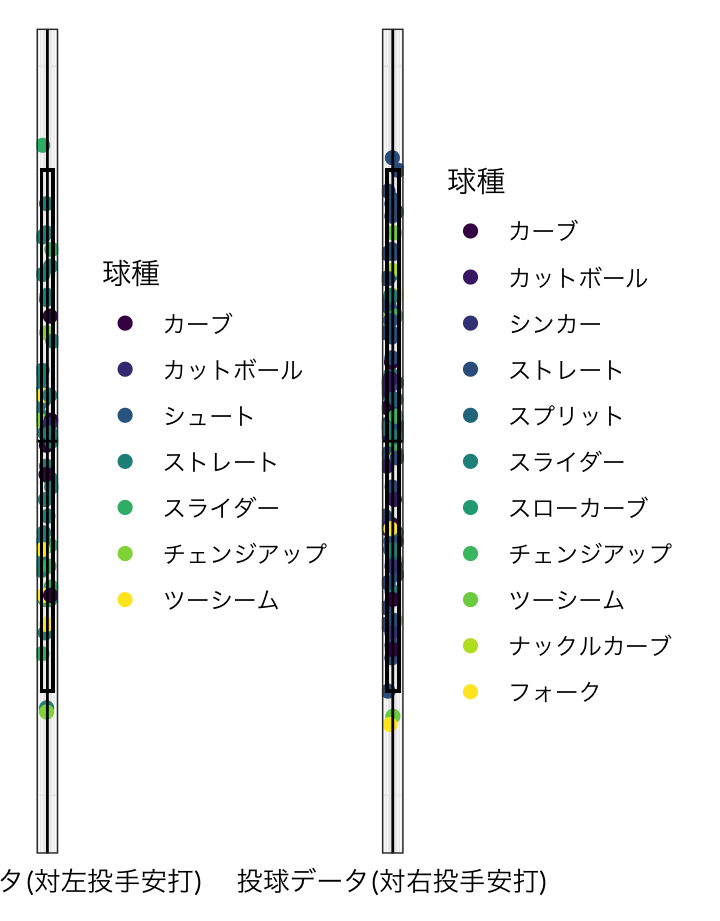 球種
カーブ
カットボール
シュート
ストレート
スライダー
チェンジアップ
ツーシーム
球種
カーブ
カットボール
シンカー
ストレート
スプリット
スライダー
スローカーブ
チェンジアップ
ツーシーム
ナックルカーブ
フォーク
タ(対左投手安打)
投球データ(対右投手安打)